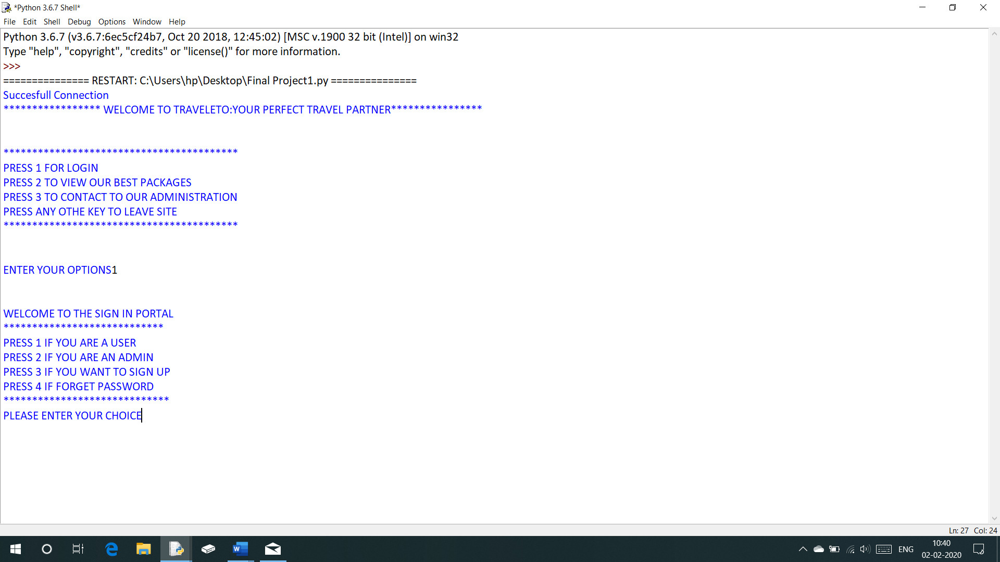 *Python 3.6.7 Shell*
File Edit Shell Debug Options Window Help
Python 3.6.7 (v3.6.7:6ec5cf24b7, Oct 20 2018, 12:45:02) [MSC v.1900 32 bit (Intel)] on win32
Type "help", "copyright", "credits" or "license()" for more information.
>>>
=============== RESTART: C:\Users\hp\Desktop\Final Project1.py ===============
Succesfull Connection
***************** WELCOME TO TRAVELETO:YOUR PERFECT TRAVEL PARTNER****************
*****************************************
PRESS 1 FOR LOGIN
PRESS 2 TO VIEW OUR BEST PACKAGES
PRESS 3 TO CONTACT TO OUR ADMINISTRATION
PRESS ANY OTHE KEY TO LEAVE SITE
*****************************************
ENTER YOUR OPTIONS1
WELCOME TO THE SIGN IN PORTAL
****************************
PRESS 1 IF YOU ARE A USER
PRESS 2 IF YOU ARE AN ADMIN
PRESS 3 IF YOU WANT TO SIGN UP
PRESS 4 IF FORGET PASSWORD
*****************************
PLEASE ENTER YOUR CHOICE
Ln: 27 Col: 24
ENG
10:40
02-02-2020